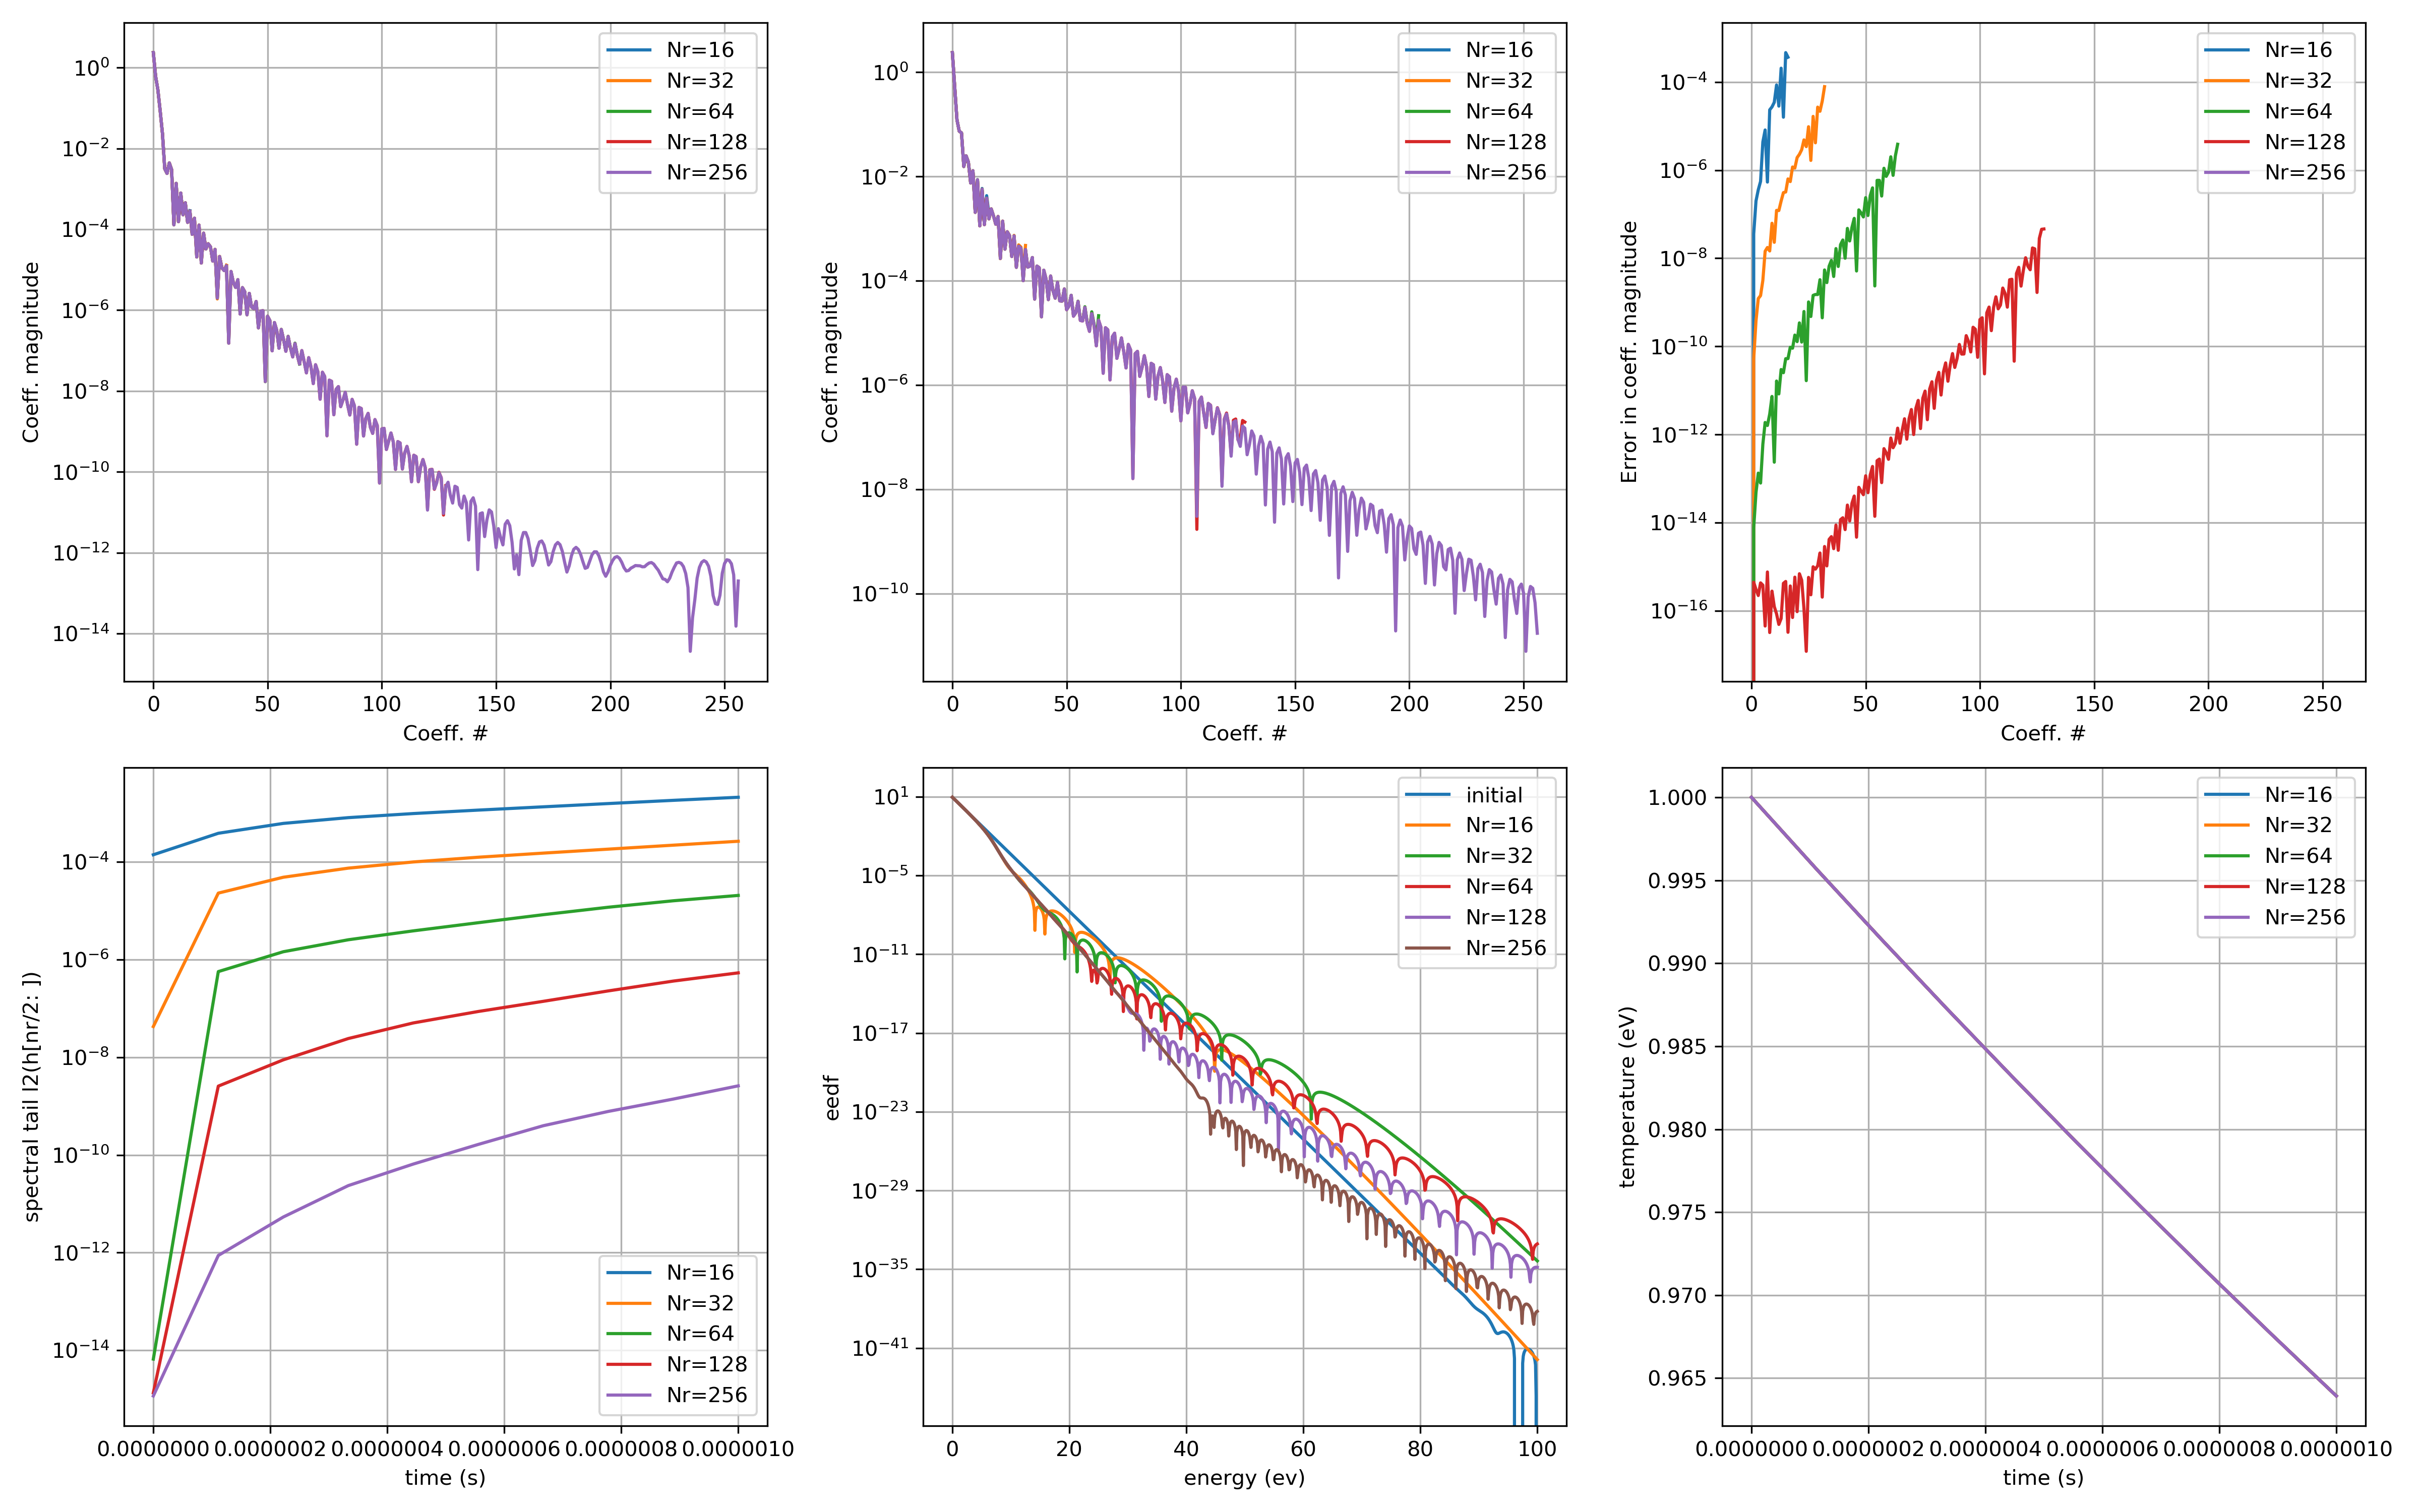 Coeff. magnitude
10⁰
10⁻²
10⁻⁴
10⁻⁶
10⁻⁸
10⁻¹⁰
10⁻¹²
10⁻¹⁴
0 50 100 150 200 250
Coeff. #
Nr=16
Nr=32
Nr=64
Nr=128
Nr=256
Coeff. magnitude
10⁰
10⁻²
10⁻⁴
10⁻⁶
10⁻⁸
10⁻¹⁰
0 50 100 150 200 250
Coeff. #
Nr=16
Nr=32
Nr=64
Nr=128
Nr=256
Error in coeff. magnitude
10⁻⁴
10⁻⁶
10⁻⁸
10⁻¹⁰
10⁻¹²
10⁻¹⁴
10⁻¹⁶
0 50 100 150 200 250
Coeff. #
Nr=16
Nr=32
Nr=64
Nr=128
Nr=256
spectral tail l2(h[nr/2: ])
10⁻⁴
10⁻⁶
10⁻⁸
10⁻¹⁰
10⁻¹²
10⁻¹⁴
0.0000000 0.0000002 0.0000004 0.0000006 0.0000008 0.0000010
time (s)
Nr=16
Nr=32
Nr=64
Nr=128
Nr=256
eedf
10¹
10⁻⁵
10⁻¹¹
10⁻¹⁷
10⁻²³
10⁻²⁹
10⁻³⁵
10⁻⁴¹
0 20 40 60 80 100
energy (ev)
initial
Nr=16
Nr=32
Nr=64
Nr=128
Nr=256
temperature (eV)
1.000
0.995
0.990
0.985
0.980
0.975
0.970
0.965
0.0000000 0.0000002 0.0000004 0.0000006 0.0000008 0.0000010
time (s)
Nr=16
Nr=32
Nr=64
Nr=128
Nr=256